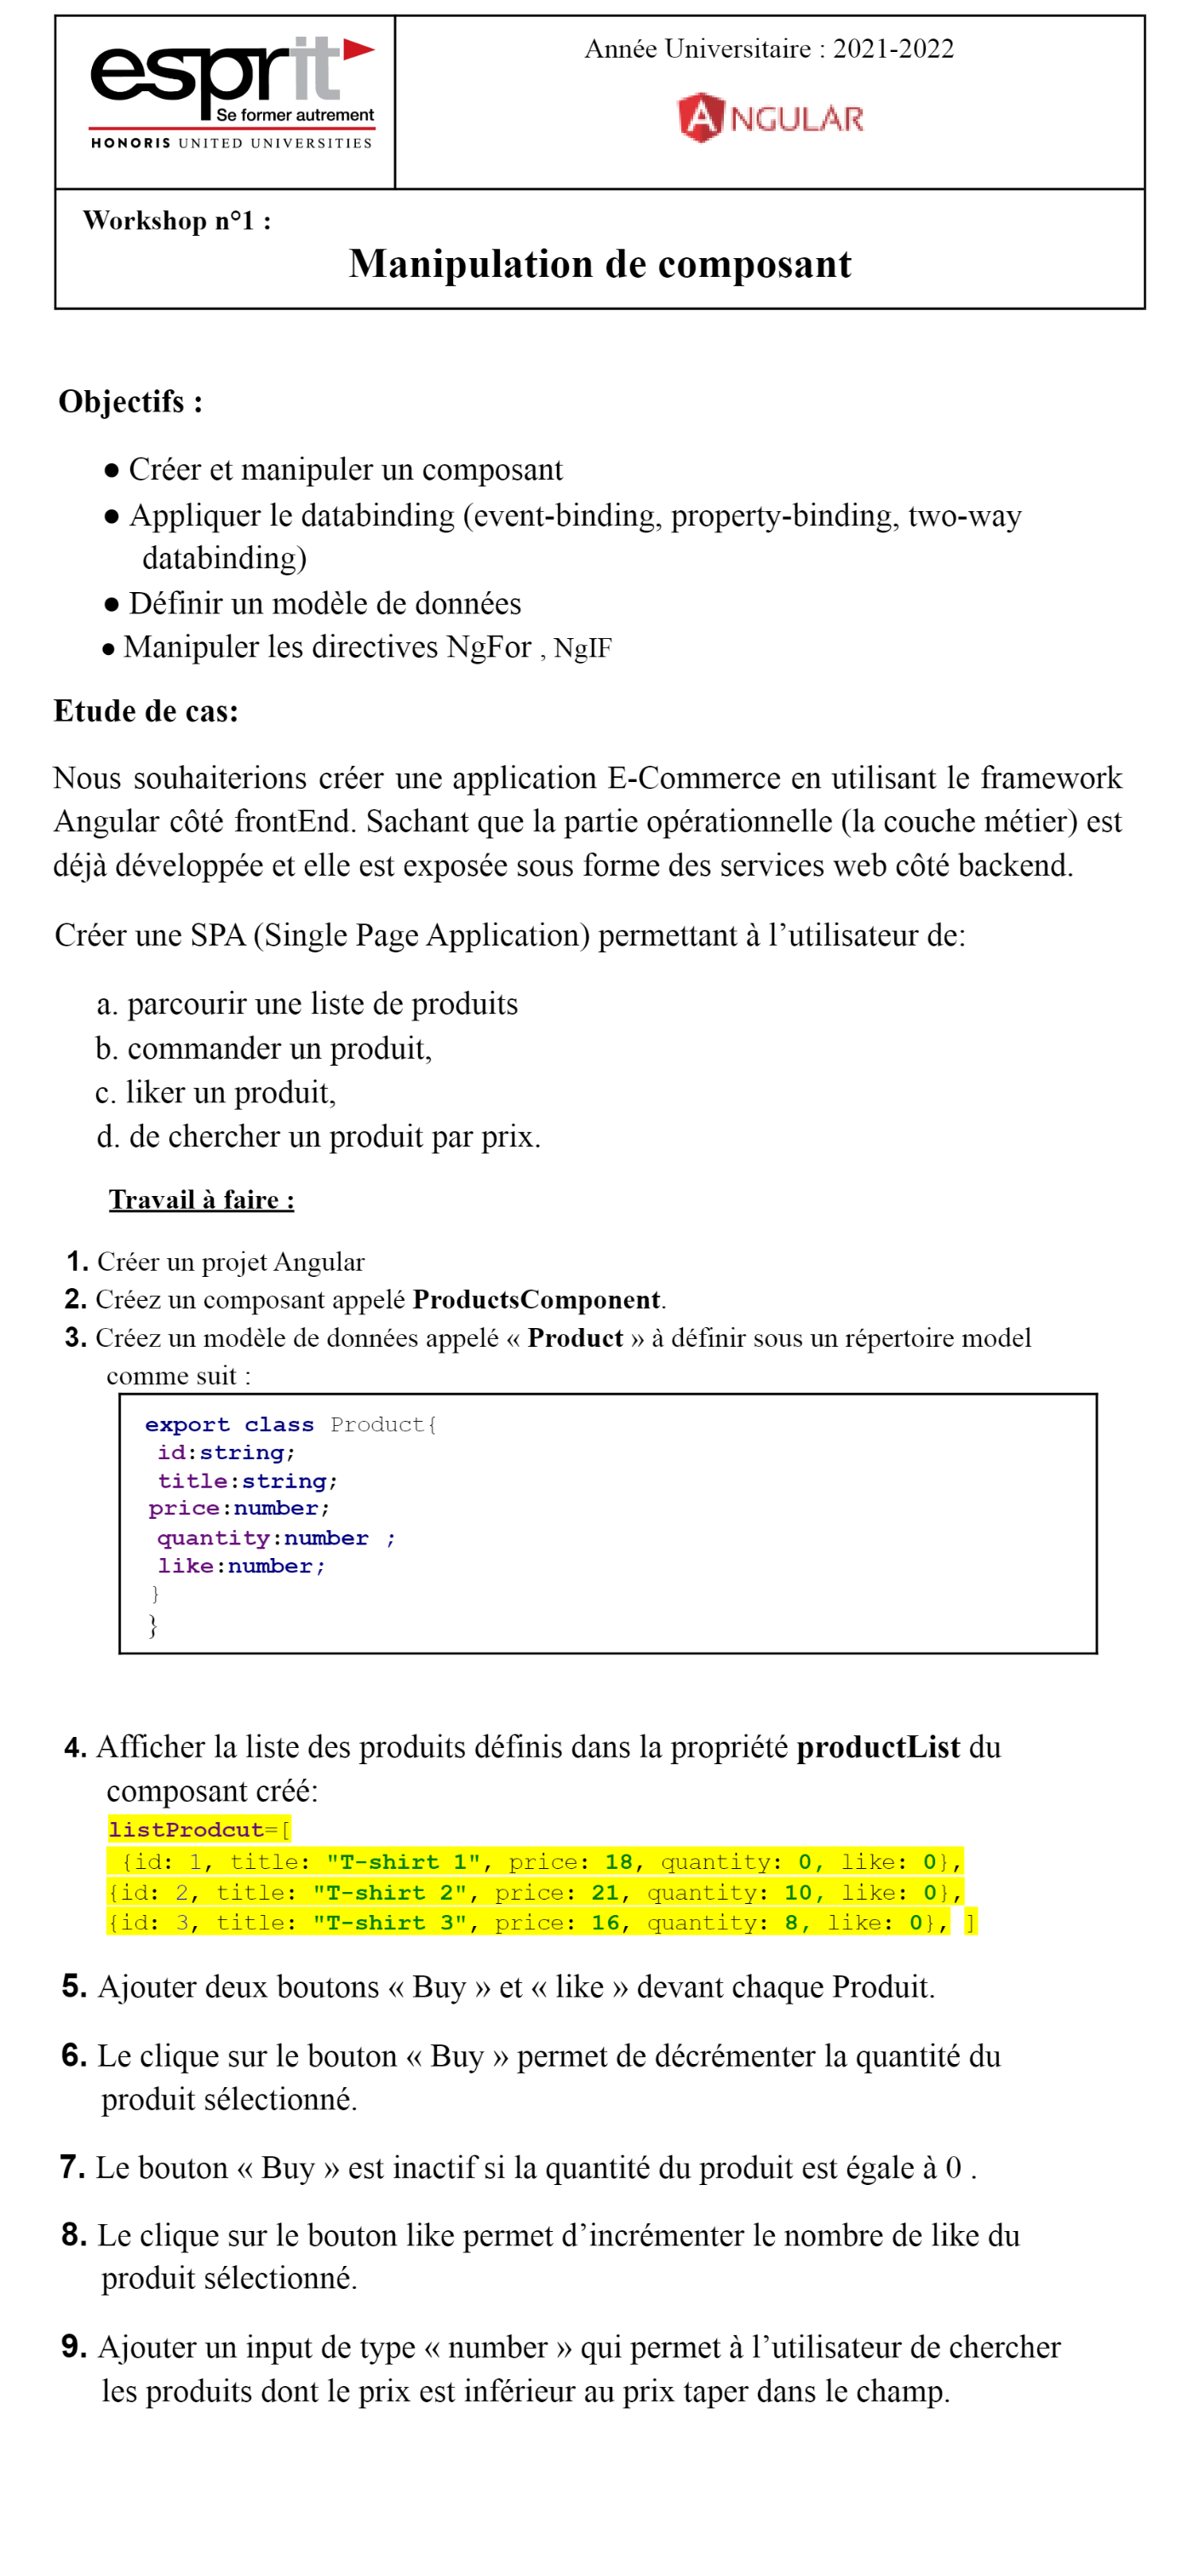 esprit
Se former autrement
HONORIS UNITED UNIVERSITIES
Année Universitaire : 2021-2022
ANGULAR
Workshop n°1 :
Manipulation de composant
Objectifs :
● Créer et manipuler un composant
● Appliquer le databinding (event-binding, property-binding, two-way
databinding)
● Définir un modèle de données
● Manipuler les directives NgFor , NgIF
Etude de cas:
Nous souhaiterions créer une application E-Commerce en utilisant le framework
Angular côté frontEnd. Sachant que la partie opérationnelle (la couche métier) est
déjà développée et elle est exposée sous forme des services web côté backend.
Créer une SPA (Single Page Application) permettant à l’utilisateur de:
a. parcourir une liste de produits
b. commander un produit,
c. liker un produit,
d. de chercher un produit par prix.
Travail à faire :
1. Créer un projet Angular
2. Créez un composant appelé ProductsComponent.
3. Créez un modèle de données appelé « Product » à définir sous un répertoire model
comme suit :
export class Product{
id:string;
title:string;
price:number;
quantity:number ;
like:number;
}
}
4. Afficher la liste des produits définis dans la propriété productList du
composant créé:
listProdcut=[
{id: 1, title: "T-shirt 1", price: 18, quantity: 0, like: 0},
{id: 2, title: "T-shirt 2", price: 21, quantity: 10, like: 0},
{id: 3, title: "T-shirt 3", price: 16, quantity: 8, like: 0}, ]
5. Ajouter deux boutons « Buy » et « like » devant chaque Produit.
6. Le clique sur le bouton « Buy » permet de décrémenter la quantité du
produit sélectionné.
7. Le bouton « Buy » est inactif si la quantité du produit est égale à 0 .
8. Le clique sur le bouton like permet d’incrémenter le nombre de like du
produit sélectionné.
9. Ajouter un input de type « number » qui permet à l’utilisateur de chercher
les produits dont le prix est inférieur au prix taper dans le champ.